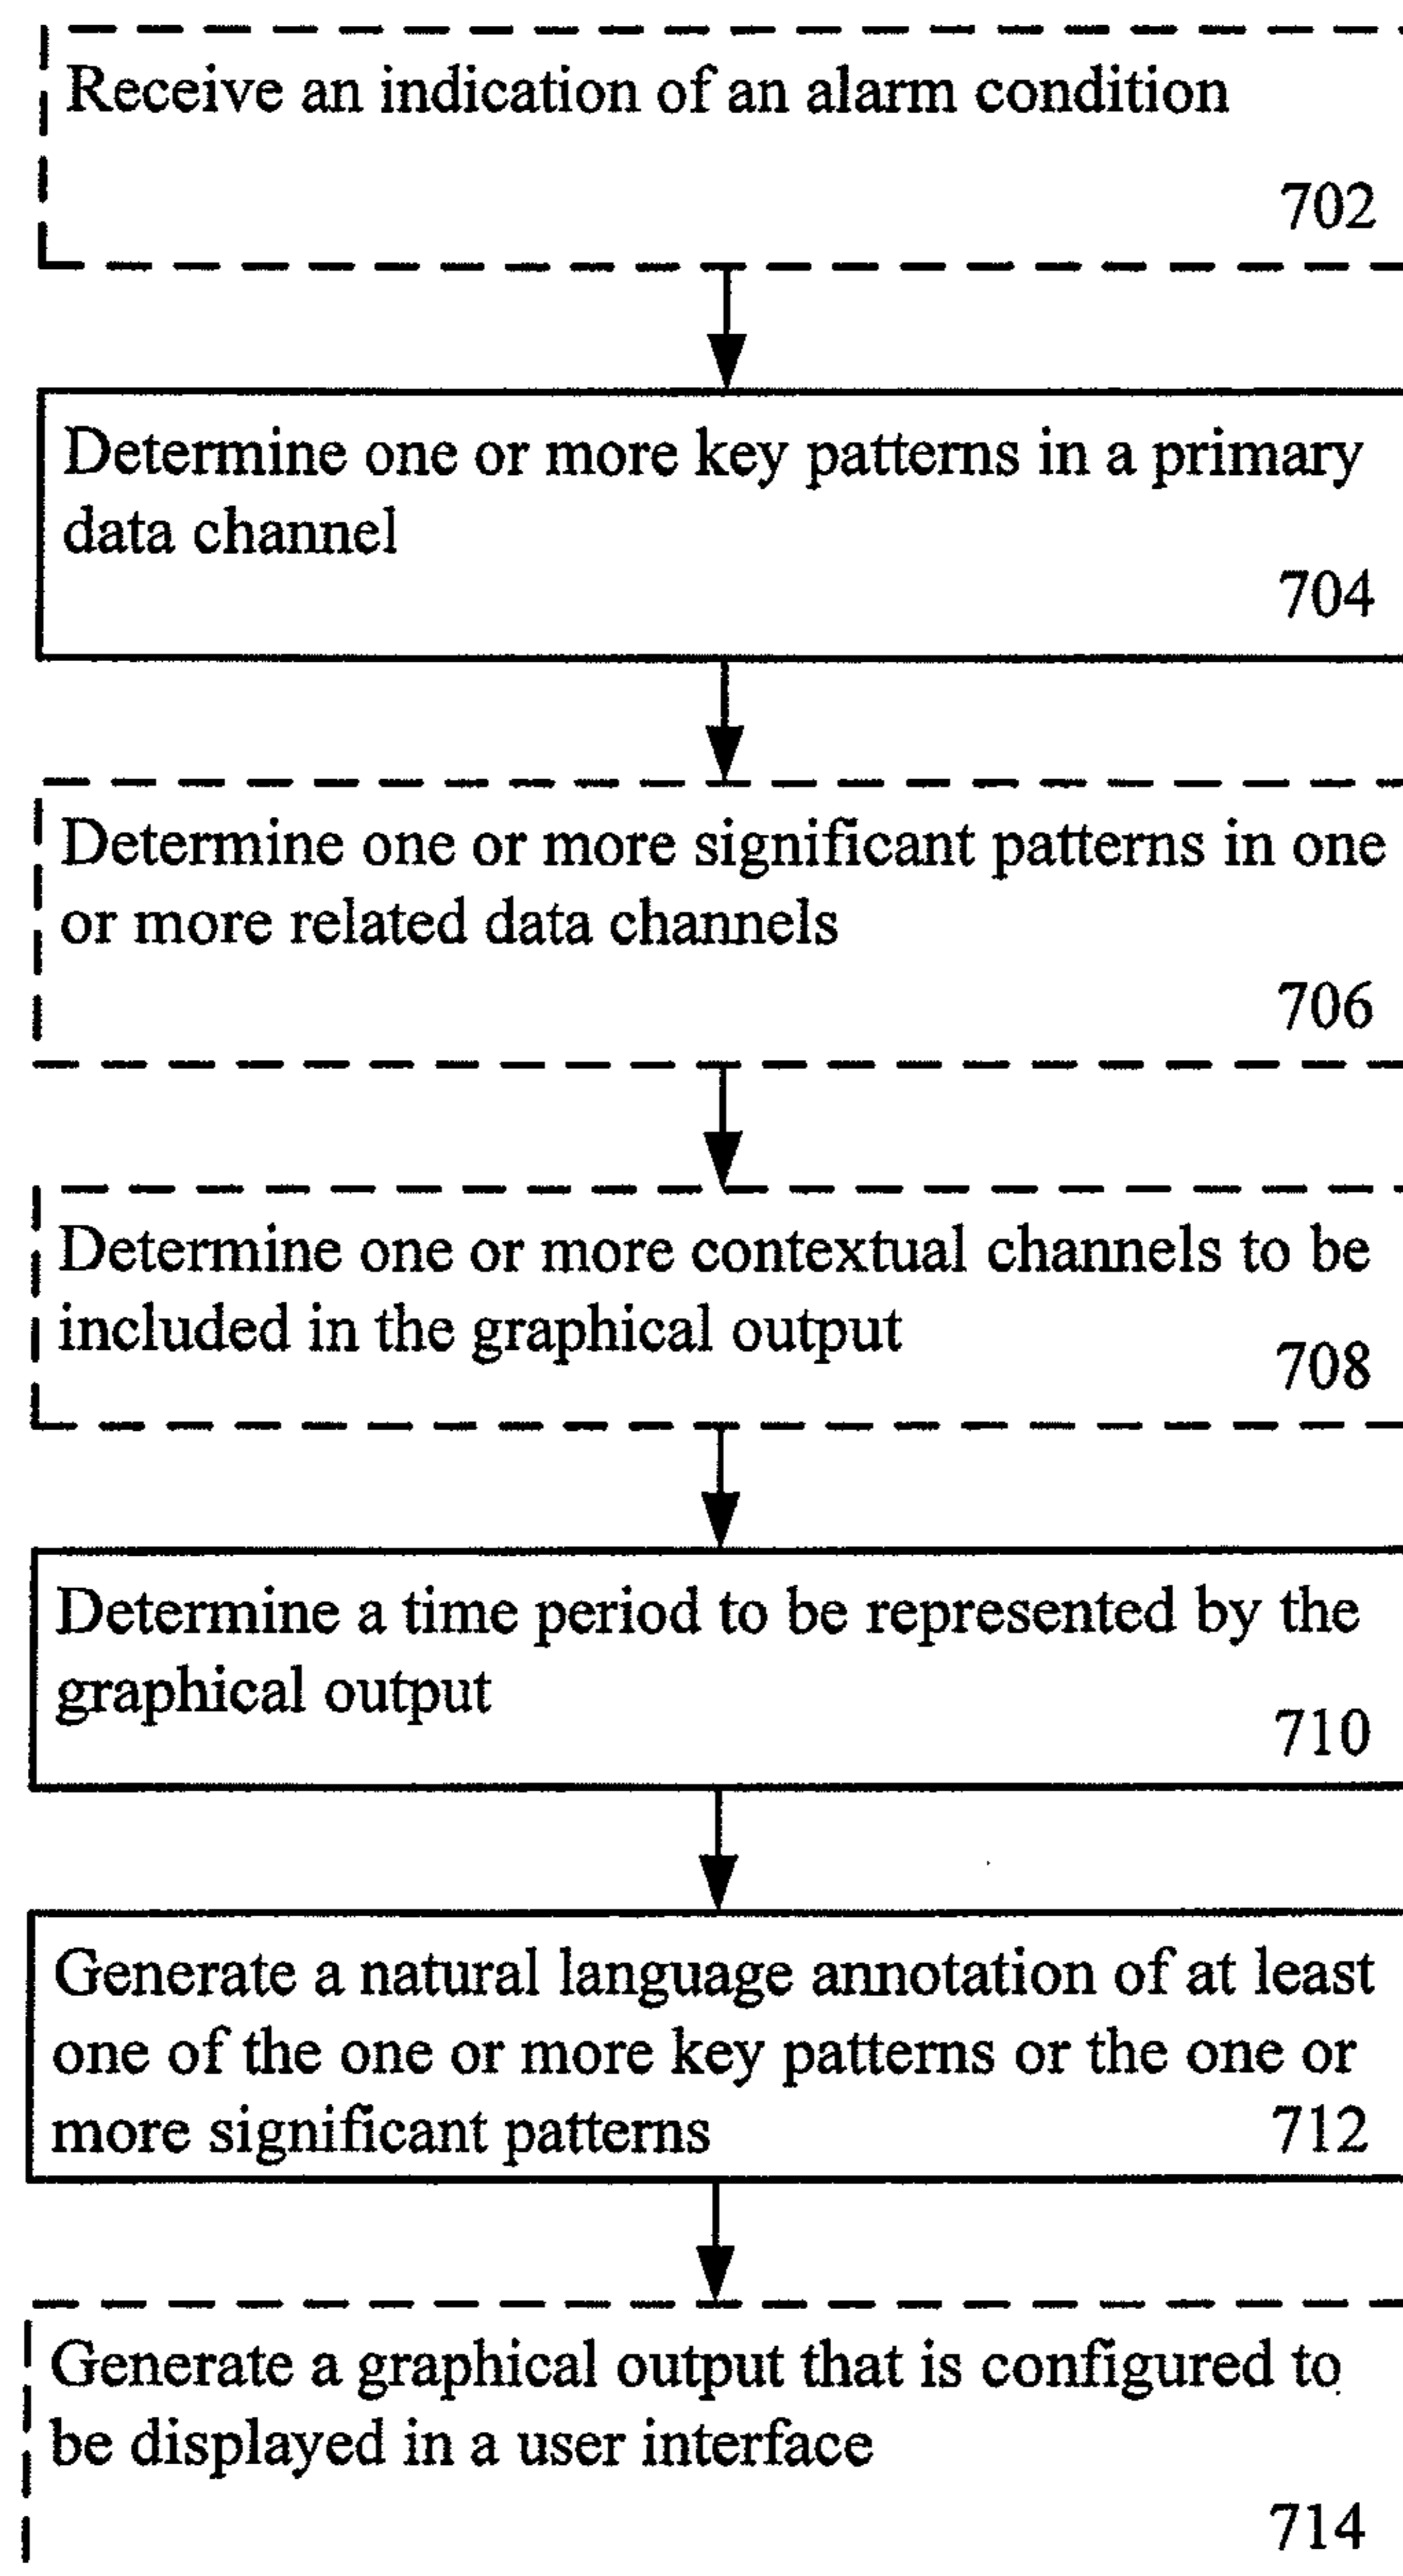 Receive an indication of an alarm condition
702
Determine one or more key patterns in a primary
data channel
704
Determine one or more significant patterns in one
or more related data channels
706
Determine one or more contextual channels to be
included in the graphical output
708
Determine a time period to be represented by the
graphical output
710
Generate a natural language annotation of at least
one of the one or more key patterns or the one or
more significant patterns 712
Generate a graphical output that is configured to
be displayed in a user interface
714